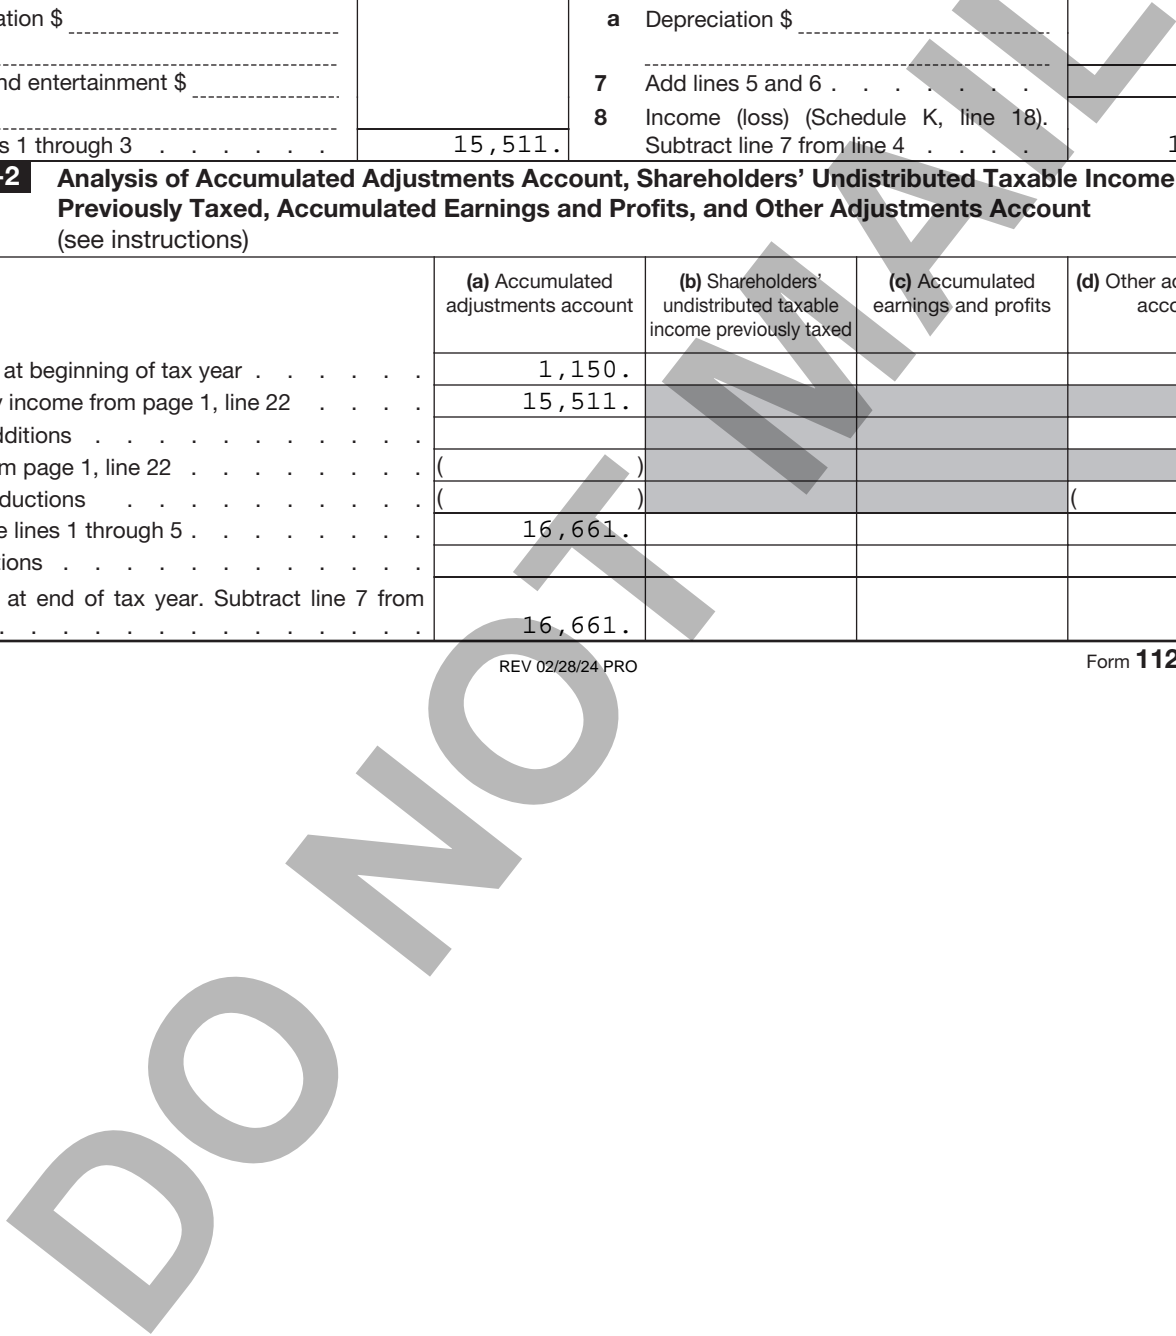 ation $
nd entertainment $
s 1 through 3 . . . . . . 15,511.
a Depreciation $
7 Add lines 5 and 6 . . . . . . .
8 Income (loss) (Schedule K, line 18).
Subtract line 7 from line 4 . . . . 1
-2 Analysis of Accumulated Adjustments Account, Shareholders’ Undistributed Taxable Income
Previously Taxed, Accumulated Earnings and Profits, and Other Adjustments Account
(see instructions)
(a) Accumulated
adjustments account
(b) Shareholders’
undistributed taxable
income previously taxed
(c) Accumulated
earnings and profits
(d) Other ad
acco
at beginning of tax year . . . . . . 1,150.
y income from page 1, line 22 . . . . 15,511.
dditions . . . . . . . . . . .
m page 1, line 22 . . . . . . . . ( )
ductions . . . . . . . . . . ( ) (
e lines 1 through 5 . . . . . . . . 16,661.
ions . . . . . . . . . . . .
at end of tax year. Subtract line 7 from
. . . . . . . . . . . . . . 16,661.
REV 02/28/24 PRO
Form 112
DO NOT MAIL